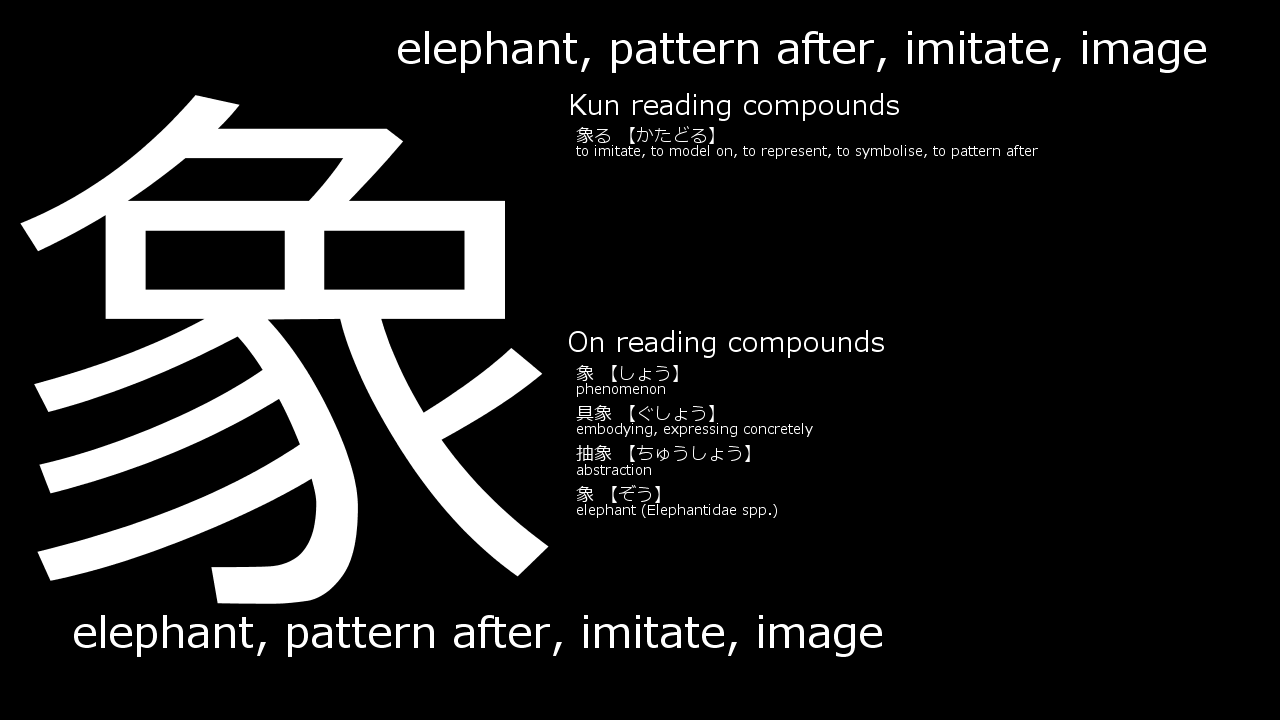 elephant, pattern after, imitate, image
象
Kun reading compounds
象る 【かたどる】
to imitate, to model on, to represent, to symbolise, to pattern after
On reading compounds
象 【しょう】
phenomenon
具象 【ぐしょう】
embodying, expressing concretely
抽象 【ちゅうしょう】
abstraction
象 【ぞう】
elephant (Elephantidae spp.)
elephant, pattern after, imitate, image